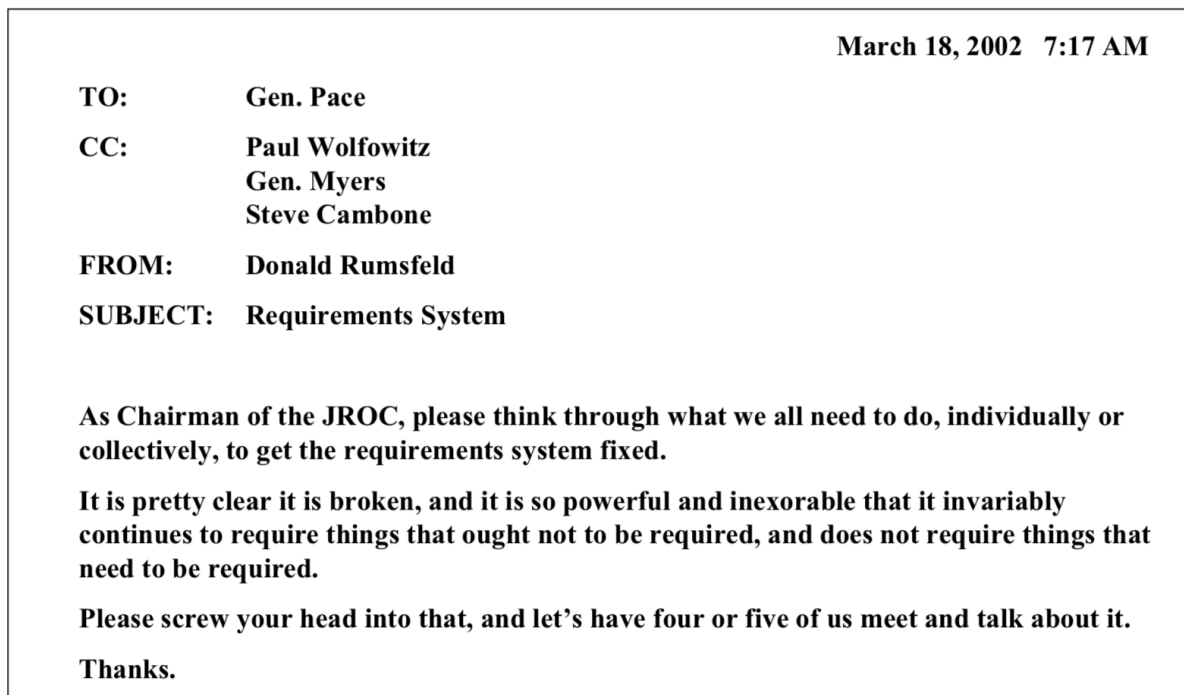 March 18, 2002 7:17 AM
TO: Gen. Pace
CC: Paul Wolfowitz
Gen. Myers
Steve Cambone
FROM: Donald Rumsfeld
SUBJECT: Requirements System
As Chairman of the JROC, please think through what we all need to do, individually or
collectively, to get the requirements system fixed.
It is pretty clear it is broken, and it is so powerful and inexorable that it invariably
continues to require things that ought not to be required, and does not require things that
need to be required.
Please screw your head into that, and let’s have four or five of us meet and talk about it.
Thanks.